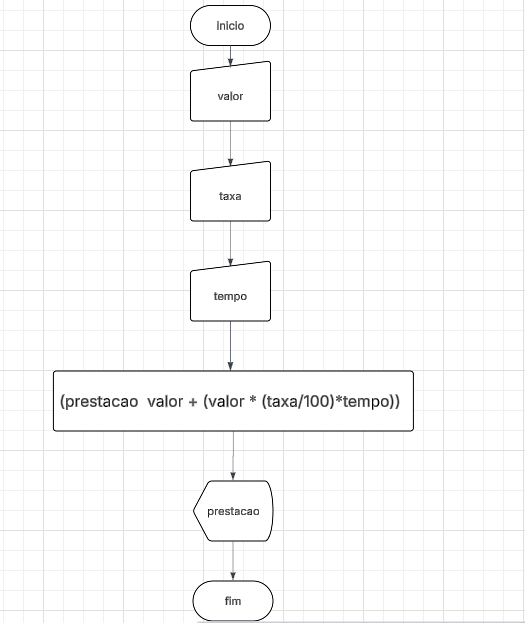 inicio
valor
taxa
tempo
(prestacao valor + (valor * (taxa/100)*tempo))
prestacao
fim